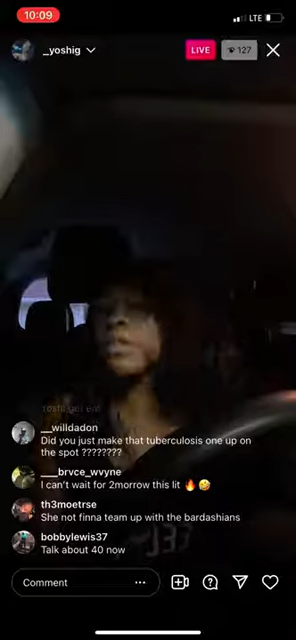 10:09
LTE
_yoshig
LIVE
127
__willdadon
Did you just make that tuberculosis one up on
the spot ????????
____brvce_wvyne
I can't wait for 2morrow this lit 🔥🤣
th3moetrse
She not finna team up with the bardashians
bobbylewis37
Talk about 40 now
Comment